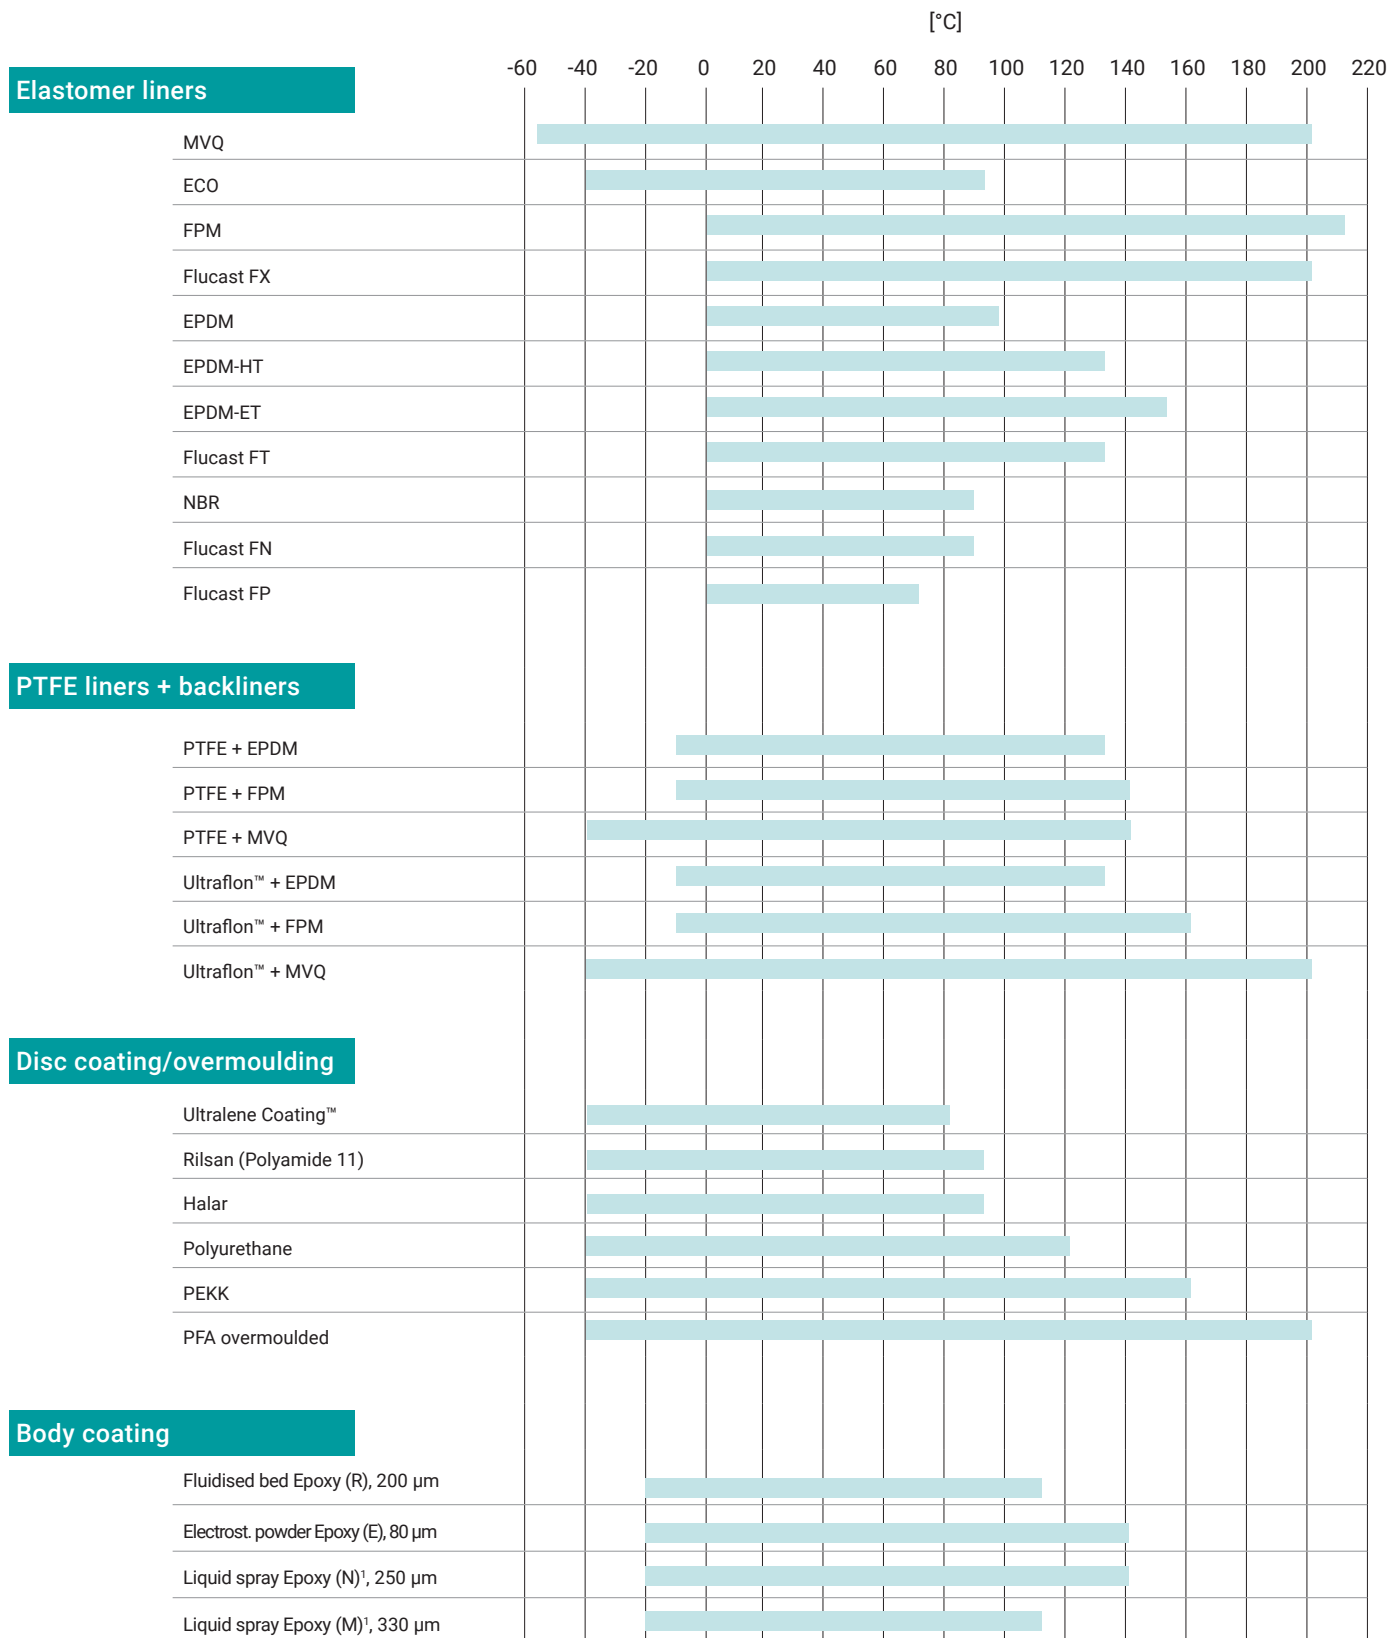 [°C]
-60 -40 -20 0 20 40 60 80 100 120 140 160 180 200 220
Elastomer liners
MVQ
ECO
FPM
Flucast FX
EPDM
EPDM-HT
EPDM-ET
Flucast FT
NBR
Flucast FN
Flucast FP
PTFE liners + backliners
PTFE + EPDM
PTFE + FPM
PTFE + MVQ
Ultraflon™ + EPDM
Ultraflon™ + FPM
Ultraflon™ + MVQ
Disc coating/overmoulding
Ultralene Coating™
Rilsan (Polyamide 11)
Halar
Polyurethane
PEKK
PFA overmoulded
Body coating
Fluidised bed Epoxy (R), 200 μm
Electrost. powder Epoxy (E), 80 μm
Liquid spray Epoxy (N)¹, 250 μm
Liquid spray Epoxy (M)¹, 330 μm